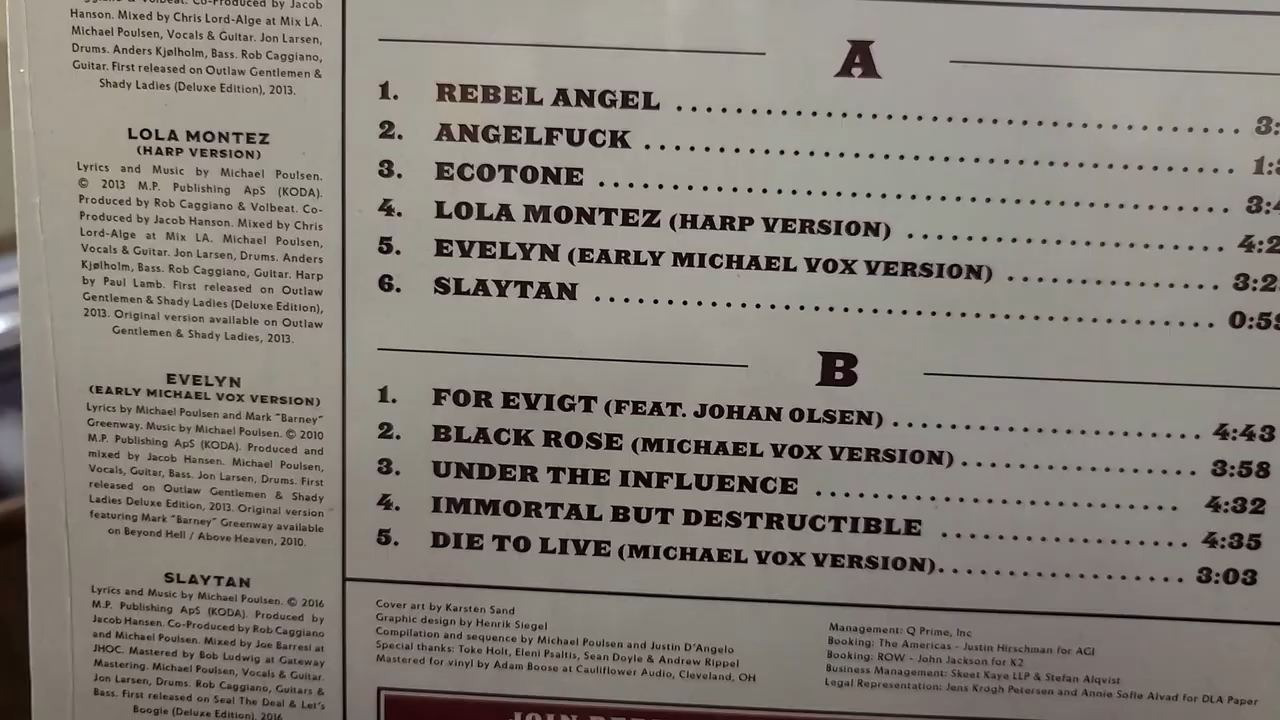 & Volbeat. Co-Produced by Jacob
Hanson. Mixed by Chris Lord-Alge at Mix LA.
Michael Poulsen, Vocals & Guitar. Jon Larsen,
Drums. Anders Kjølholm, Bass. Rob Caggiano,
Guitar. First released on Outlaw Gentlemen &
Shady Ladies (Deluxe Edition), 2013.
LOLA MONTEZ
(HARP VERSION)
Lyrics and Music by Michael Poulsen.
© 2013 M.P. Publishing ApS (KODA).
Produced by Rob Caggiano & Volbeat. Co-
Produced by Jacob Hanson. Mixed by Chris
Lord-Alge at Mix LA. Michael Poulsen,
Vocals & Guitar. Jon Larsen, Drums. Anders
Kjølholm, Bass. Rob Caggiano, Guitar. Harp
by Paul Lamb. First released on Outlaw
Gentlemen & Shady Ladies (Deluxe Edition),
2013. Original version available on Outlaw
Gentlemen & Shady Ladies, 2013.
EVELYN
(EARLY MICHAEL VOX VERSION)
Lyrics by Michael Poulsen and Mark "Barney"
Greenway. Music by Michael Poulsen. © 2010
M.P. Publishing ApS (KODA). Produced and
mixed by Jacob Hansen. Michael Poulsen,
Vocals, Guitar, Bass. Jon Larsen, Drums. First
released on Outlaw Gentlemen & Shady
Ladies Deluxe Edition, 2013. Original version
featuring Mark "Barney" Greenway available
on Beyond Hell / Above Heaven, 2010.
SLAYTAN
Lyrics and Music by Michael Poulsen. © 2016
M.P. Publishing ApS (KODA). Produced by
Jacob Hansen. Co-Produced by Rob Caggiano
and Michael Poulsen. Mixed by Joe Barresi at
JHOC. Mastered by Bob Ludwig at Gateway
Mastering. Michael Poulsen, Vocals & Guitar.
Jon Larsen, Drums. Rob Caggiano, Guitars &
Bass. First released on Seal The Deal & Let's
Boogie (Deluxe Edition), 2016
A
1. REBEL ANGEL ........ 3:
2. ANGELFUCK ........ 1:
3. ECOTONE ........ 3:4
4. LOLA MONTEZ (HARP VERSION) ........ 4:2
5. EVELYN (EARLY MICHAEL VOX VERSION) ........ 3:2
6. SLAYTAN ........ 0:59
B
1. FOR EVIGT (FEAT. JOHAN OLSEN) ........ 4:43
2. BLACK ROSE (MICHAEL VOX VERSION) ........ 3:58
3. UNDER THE INFLUENCE ........ 4:32
4. IMMORTAL BUT DESTRUCTIBLE ........ 4:35
5. DIE TO LIVE (MICHAEL VOX VERSION) ........ 3:03
Cover art by Karsten Sand
Graphic design by Henrik Siegel
Compilation and sequence by Michael Poulsen and Justin D'Angelo
Special thanks: Toke Holt, Eleni Psaltis, Sean Doyle & Andrew Rippel
Mastered for vinyl by Adam Boose at Cauliflower Audio, Cleveland, OH
Management: Q Prime, Inc
Booking: The Americas - Justin Hirschman for AGI
Booking: ROW - John Jackson for K2
Business Management: Skeet Kaye LLP & Stefan Alqvist
Legal Representation: Jens Krogh Petersen and Annie Sofie Alvad for DLA Paper
JOIN